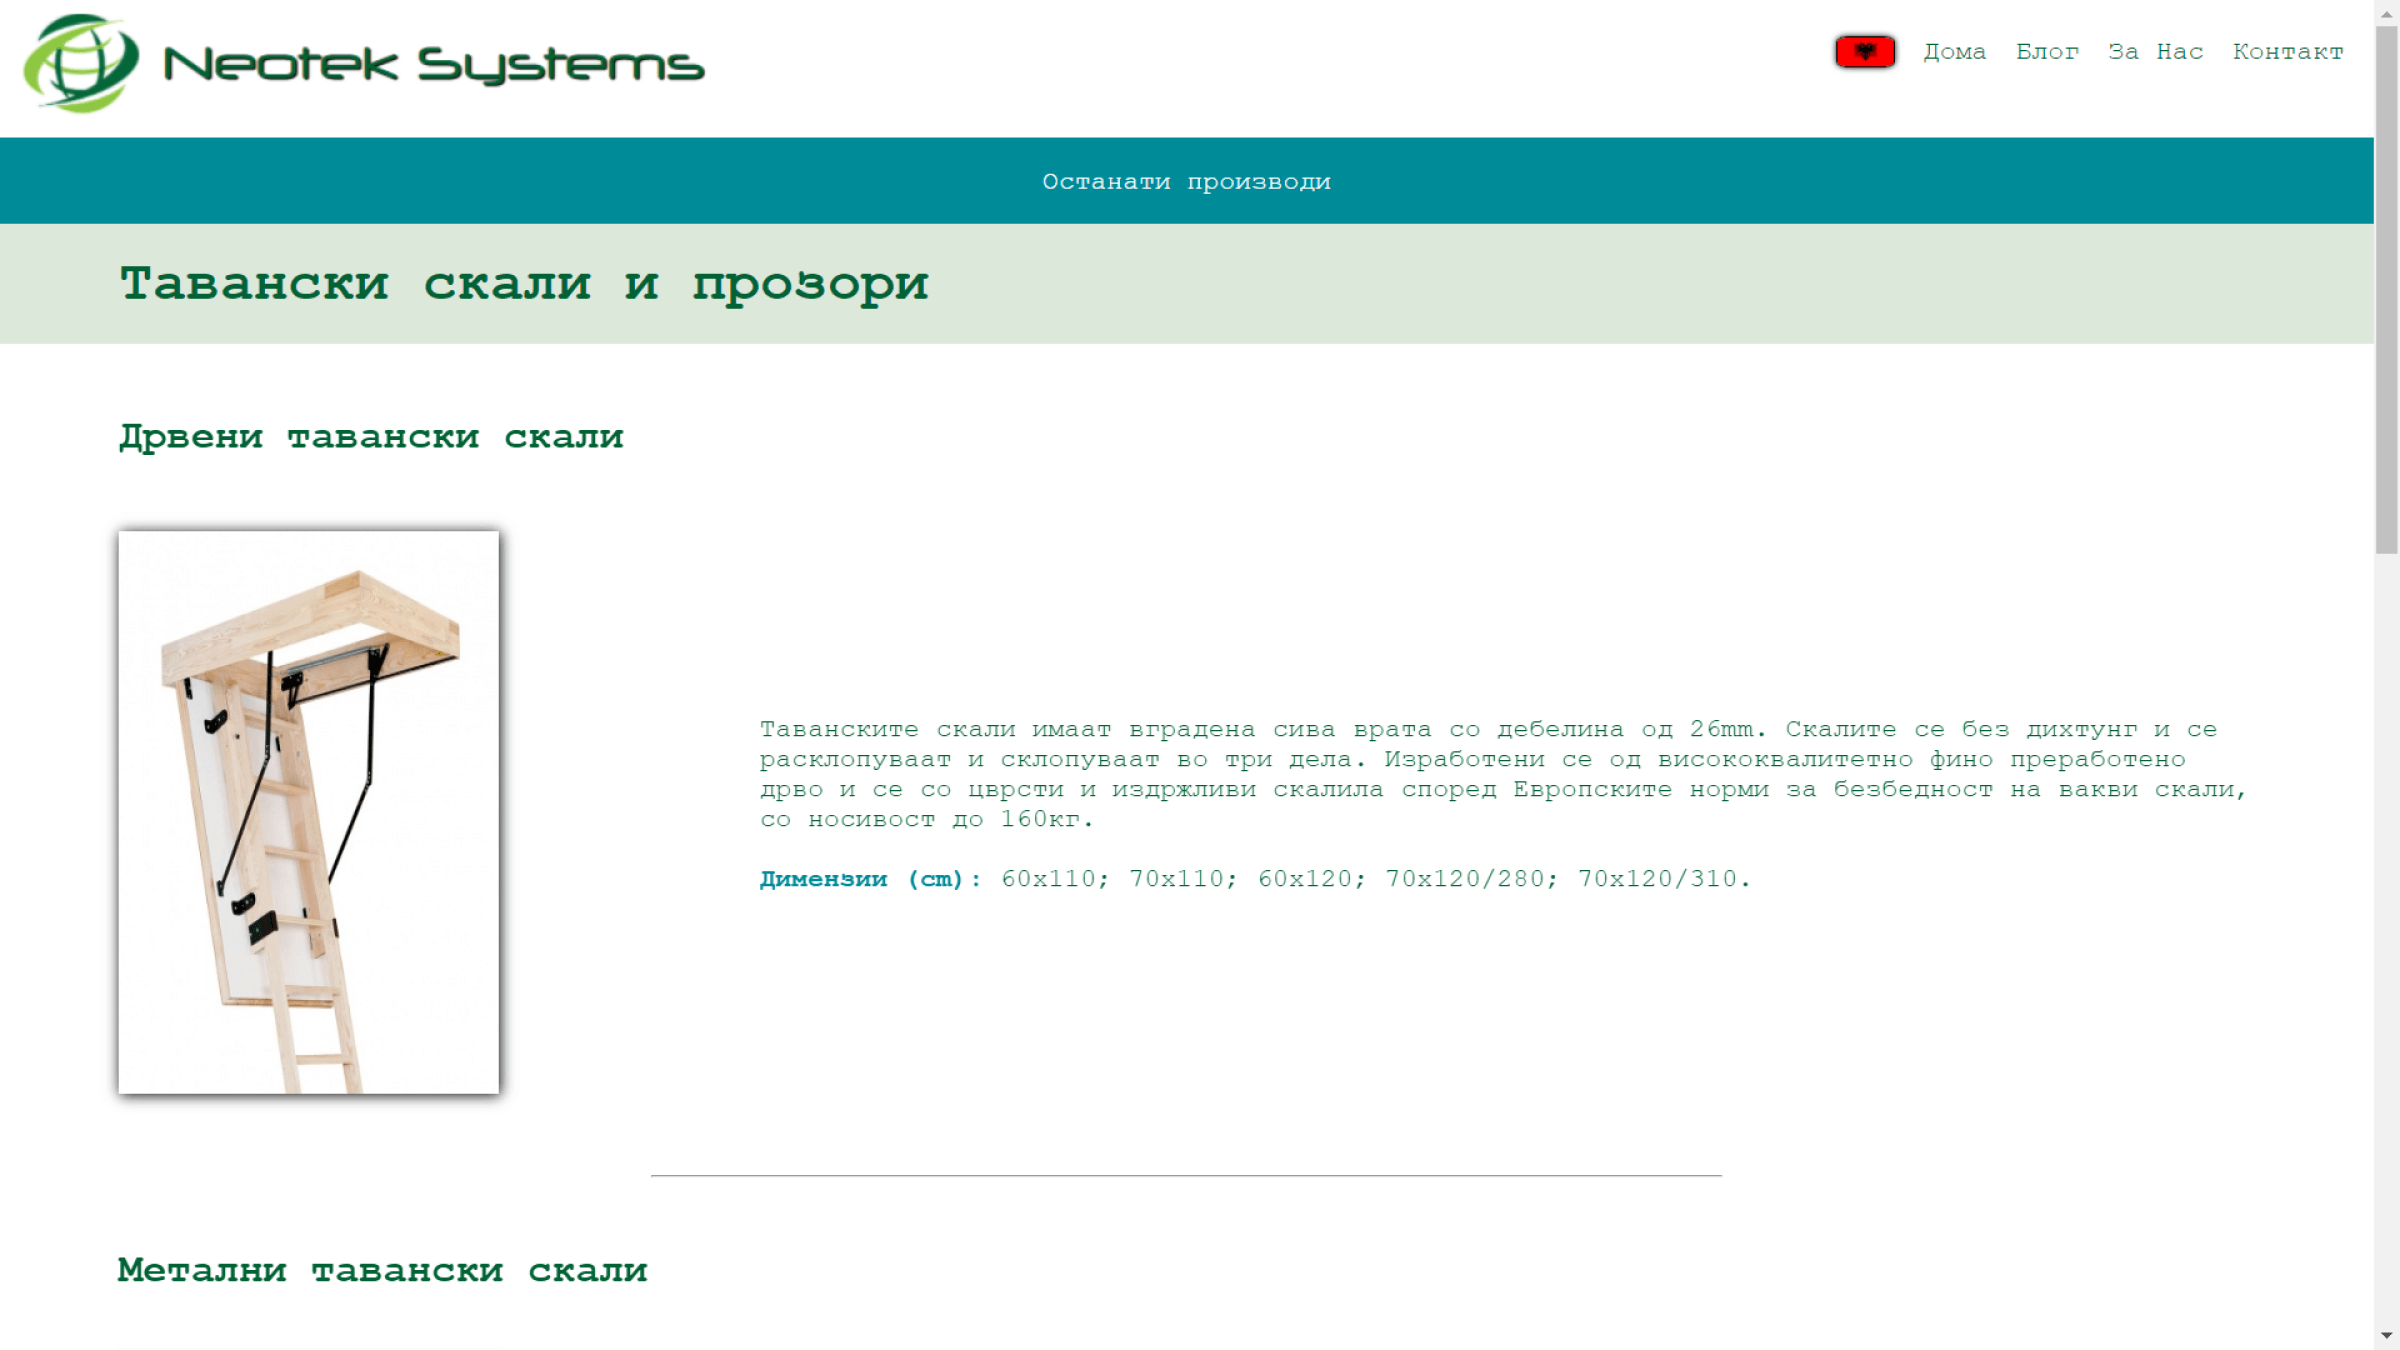 Neotek Systems
Дома Блог За Нас Контакт
Останати производи
Тавански скали и прозори
Дрвени тавански скали
Таванските скали имаат вградена сива врата со дебелина од 26mm. Скалите се без дихтунг и се
расклопуваат и склопуваат во три дела. Изработени се од висококвалитетно фино преработено
дрво и се со цврсти и издржливи скалила според Европските норми за безбедност на вакви скали,
со носивост до 160кг.
Димензии (cm): 60x110; 70x110; 60x120; 70x120/280; 70x120/310.
Метални тавански скали